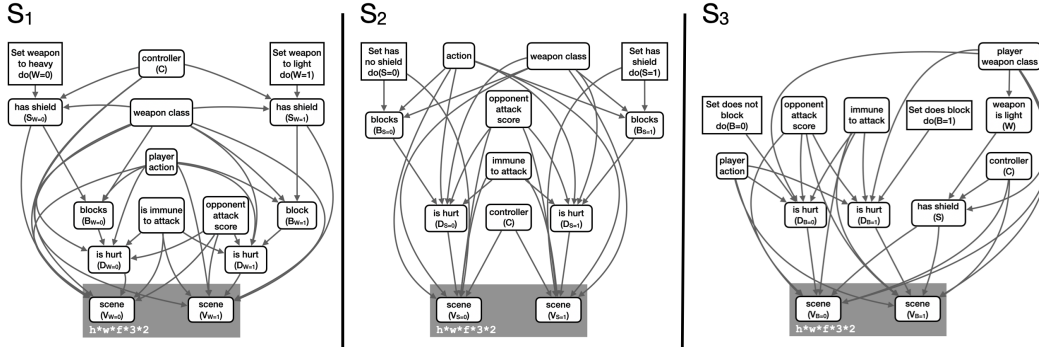 S1
Set weapon
to heavy
do(W=0)
controller
(C)
Set weapon
to light
do(W=1)
has shield
(SW=0)
weapon class
has shield
(SW=1)
player
action
blocks
(BW=0)
is immune
to attack
opponent
attack
score
block
(BW=1)
is hurt
(DW=0)
is hurt
(DW=1)
scene
(VW=0)
scene
(VW=1)
h*w*f*3*2
S2
Set has
no shield
do(S=0)
action
weapon class
Set has
shield
do(S=1)
blocks
(BS=0)
opponent
attack
score
blocks
(BS=1)
immune
to attack
is hurt
(DS=0)
controller
(C)
is hurt
(DS=1)
scene
(VS=0)
scene
(VS=1)
h*w*f*3*2
S3
player
weapon class
Set does not
block
do(B=0)
opponent
attack
score
immune
to attack
Set does block
do(B=1)
weapon
is light
(W)
player
action
controller
(C)
is hurt
(DB=0)
is hurt
(DB=1)
has shield
(S)
scene
(VB=0)
scene
(VB=1)
h*w*f*3*2